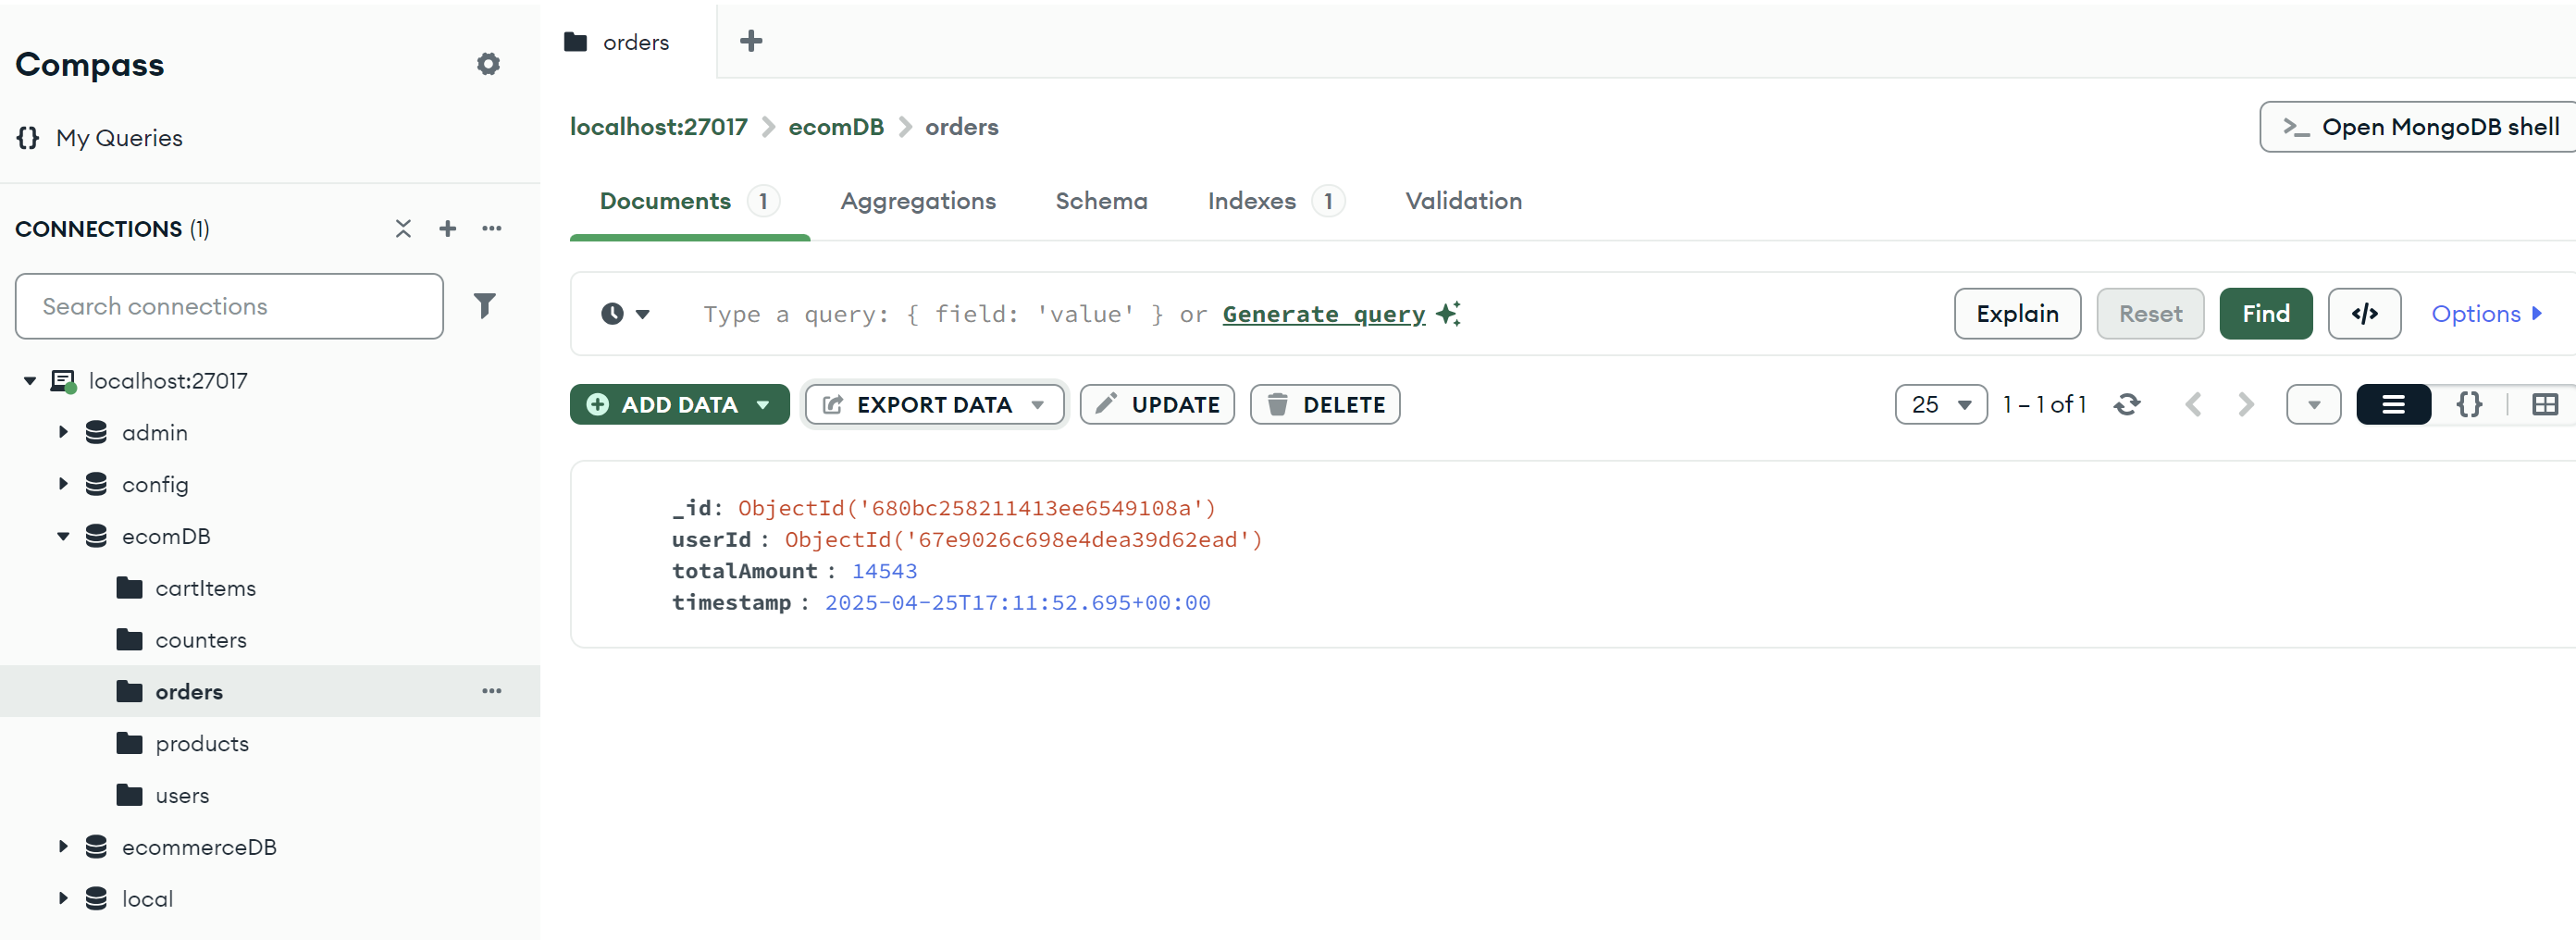 Compass
{} My Queries
CONNECTIONS (1)
Search connections
localhost:27017
admin
config
ecomDB
cartItems
counters
orders
products
users
ecommerceDB
local
orders
localhost:27017 > ecomDB > orders
>_ Open MongoDB shell
Documents 1 Aggregations Schema Indexes 1 Validation
Type a query: { field: 'value' } or Generate query
Explain Reset Find </> Options
ADD DATA EXPORT DATA UPDATE DELETE
25 1 – 1 of 1 {}
_id: ObjectId('680bc258211413ee6549108a')
userId : ObjectId('67e9026c698e4dea39d62ead')
totalAmount : 14543
timestamp : 2025-04-25T17:11:52.695+00:00